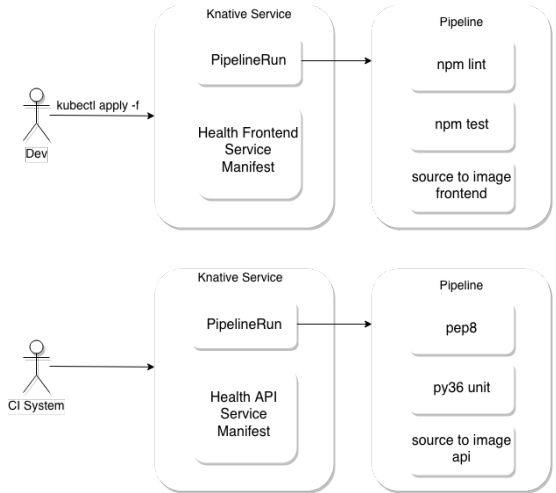 Knative Service
Pipeline
PipelineRun
npm lint
kubectl apply -f
npm test
Dev
Health Frontend
Service
Manifest
source to image
frontend
Knative Service
Pipeline
PipelineRun
pep8
CI System
Health API
Service
Manifest
py36 unit
source to image
api